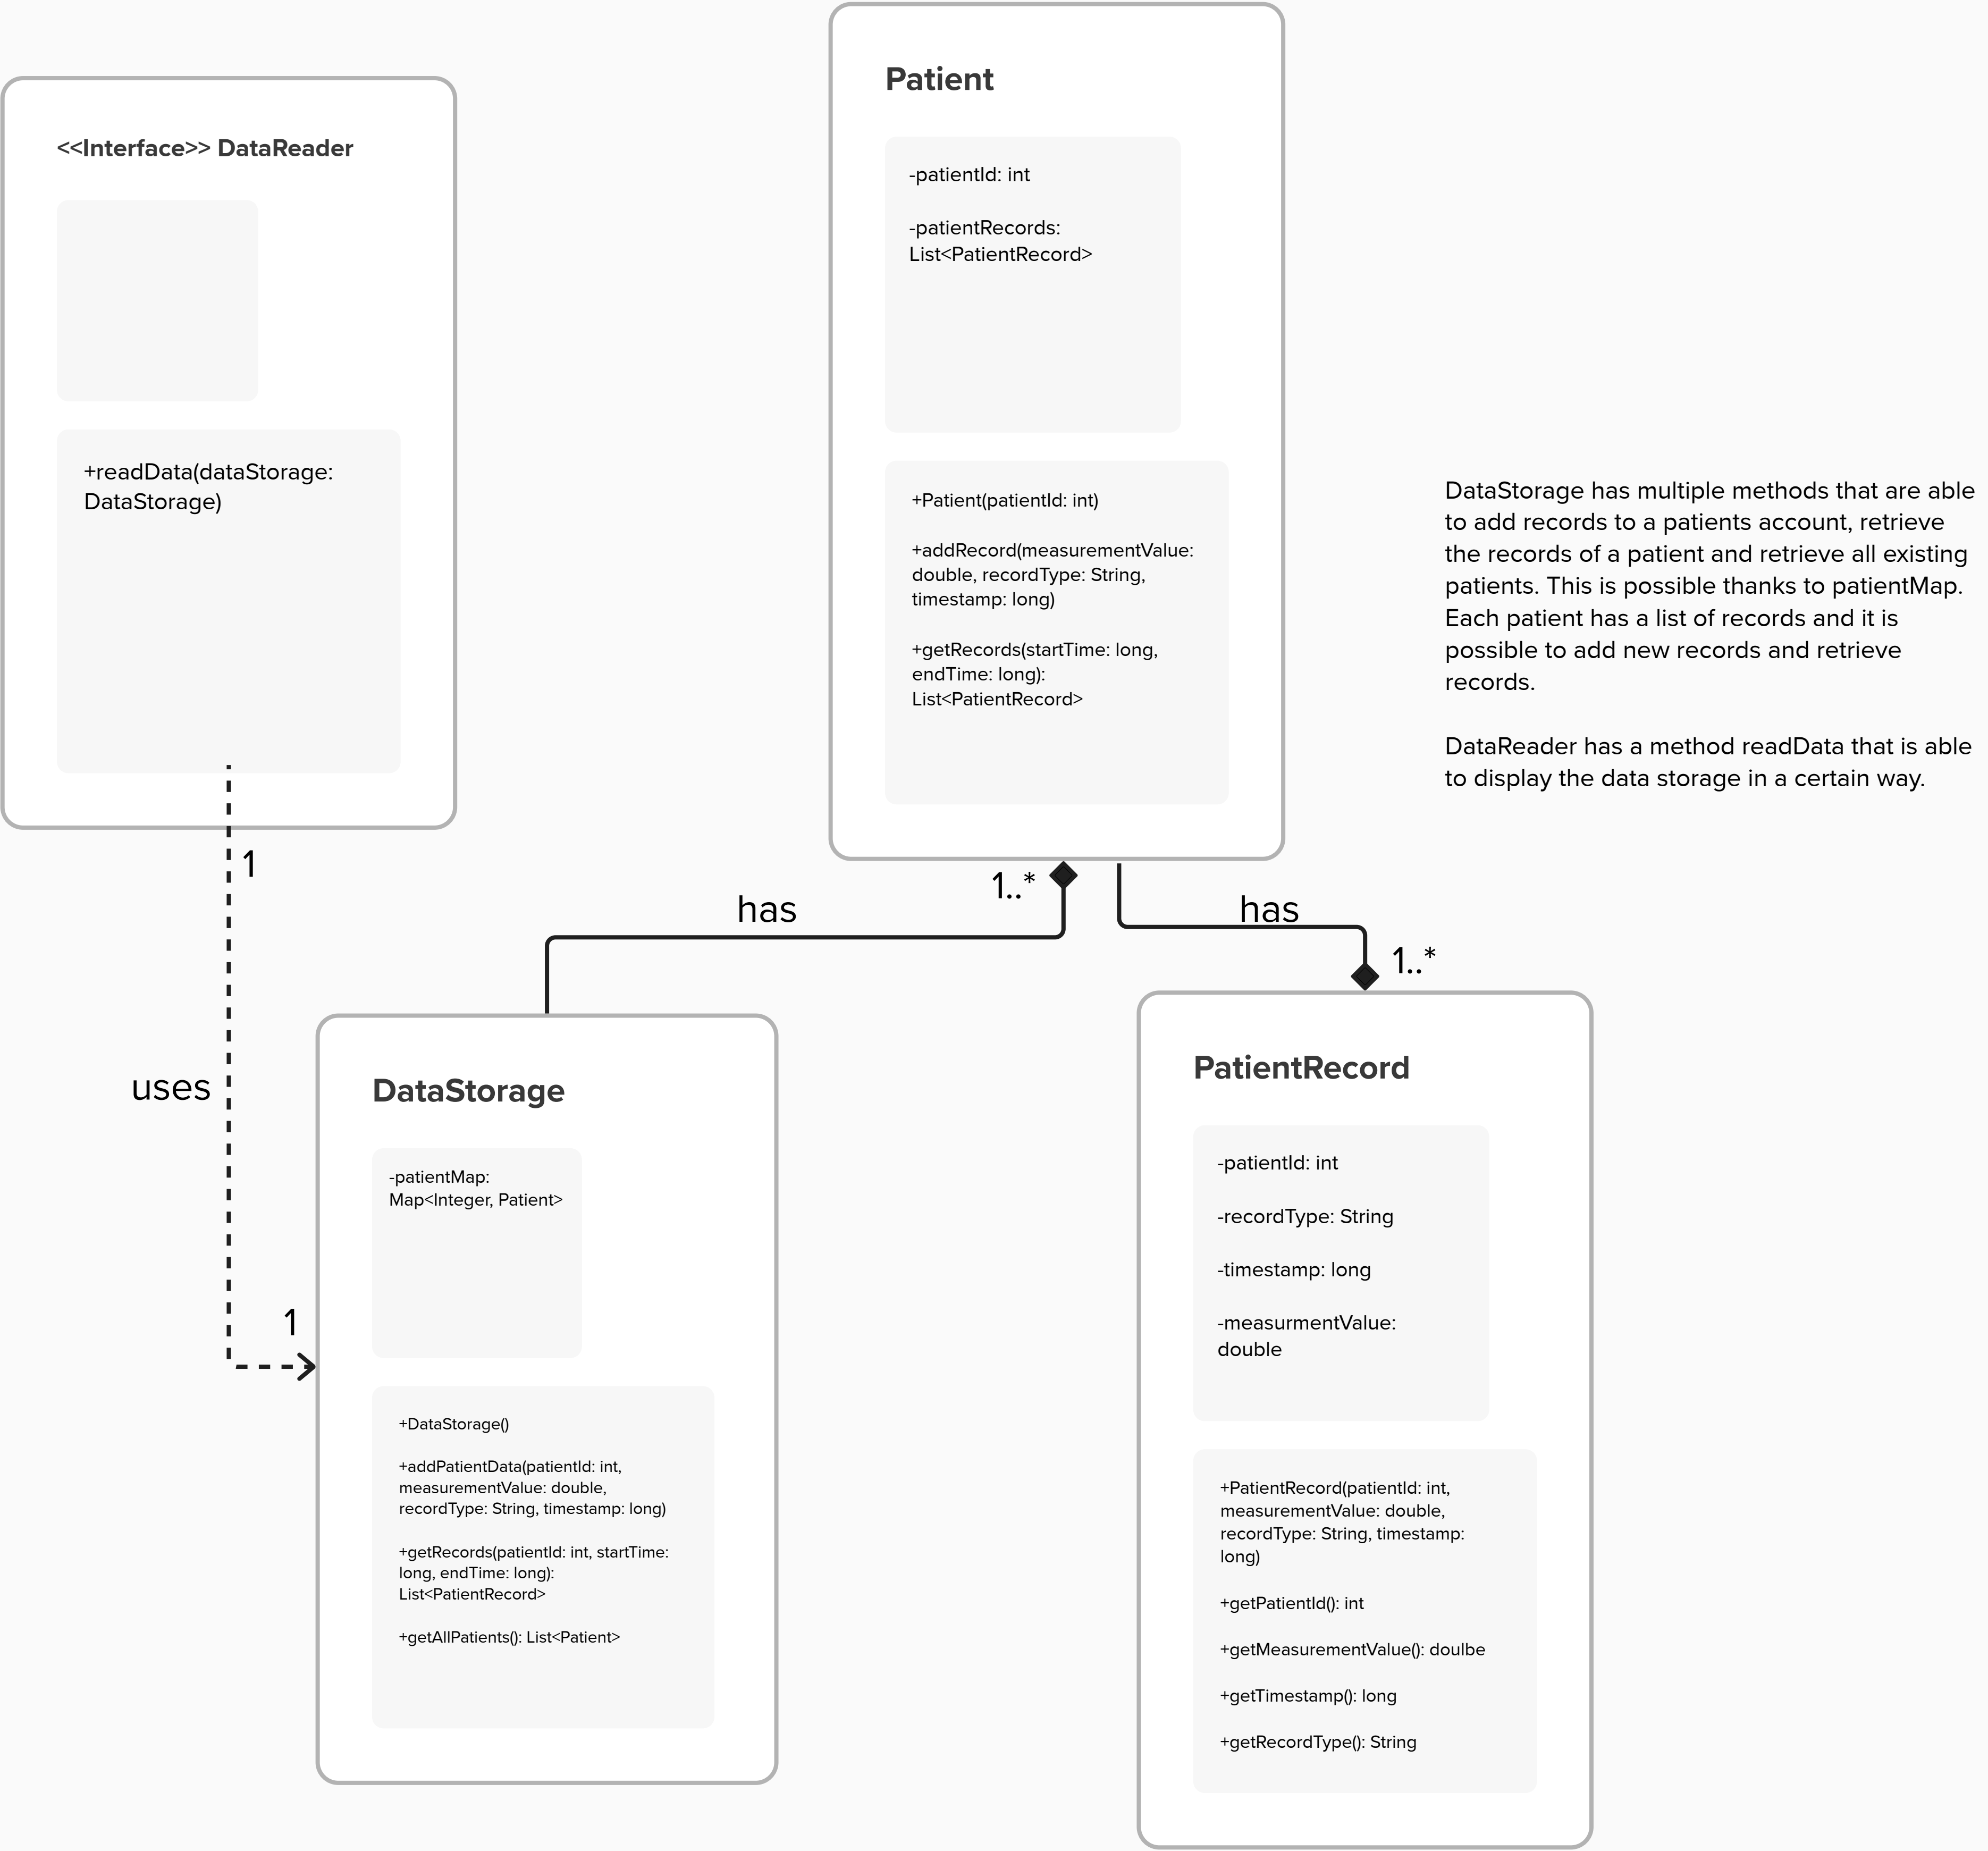 <<Interface>> DataReader
+readData(dataStorage:
DataStorage)
1
uses
1
Patient
-patientId: int
-patientRecords:
List<PatientRecord>
+Patient(patientId: int)
+addRecord(measurementValue:
double, recordType: String,
timestamp: long)
+getRecords(startTime: long,
endTime: long):
List<PatientRecord>
1..*
has
has
1..*
DataStorage has multiple methods that are able
to add records to a patients account, retrieve
the records of a patient and retrieve all existing
patients. This is possible thanks to patientMap.
Each patient has a list of records and it is
possible to add new records and retrieve
records.
DataReader has a method readData that is able
to display the data storage in a certain way.
DataStorage
-patientMap:
Map<Integer, Patient>
+DataStorage()
+addPatientData(patientId: int,
measurementValue: double,
recordType: String, timestamp: long)
+getRecords(patientId: int, startTime:
long, endTime: long):
List<PatientRecord>
+getAllPatients(): List<Patient>
PatientRecord
-patientId: int
-recordType: String
-timestamp: long
-measurmentValue:
double
+PatientRecord(patientId: int,
measurementValue: double,
recordType: String, timestamp:
long)
+getPatientId(): int
+getMeasurementValue(): doulbe
+getTimestamp(): long
+getRecordType(): String